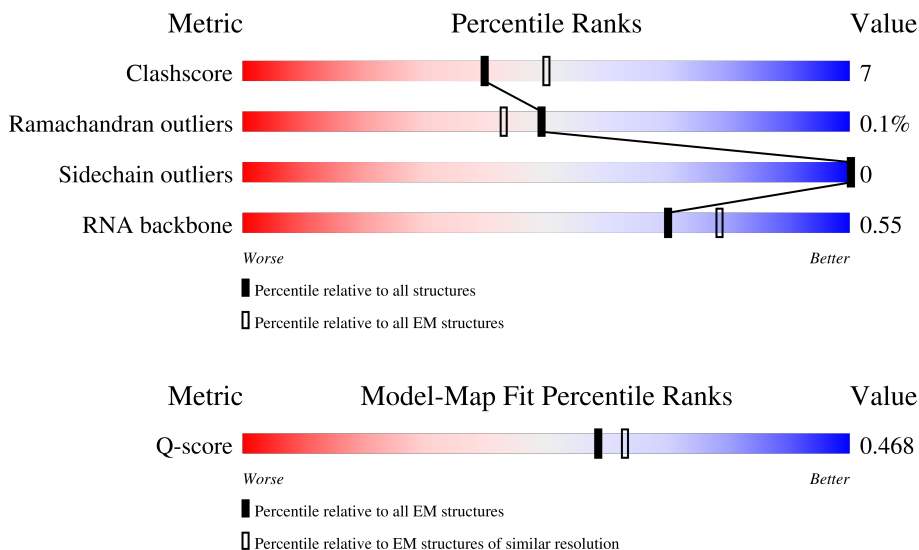 Metric Percentile Ranks Value
Clashscore 7
Ramachandran outliers 0.1%
Sidechain outliers 0
RNA backbone 0.55
Worse Better
Percentile relative to all structures
Percentile relative to all EM structures
Metric Model-Map Fit Percentile Ranks Value
Q-score 0.468
Worse Better
Percentile relative to all EM structures
Percentile relative to EM structures of similar resolution